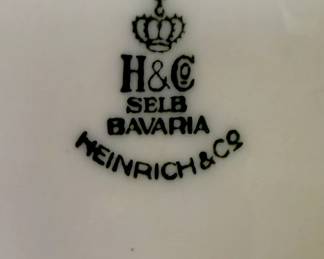 H&Co
SELB
BAVARIA
HEINRICH & Co